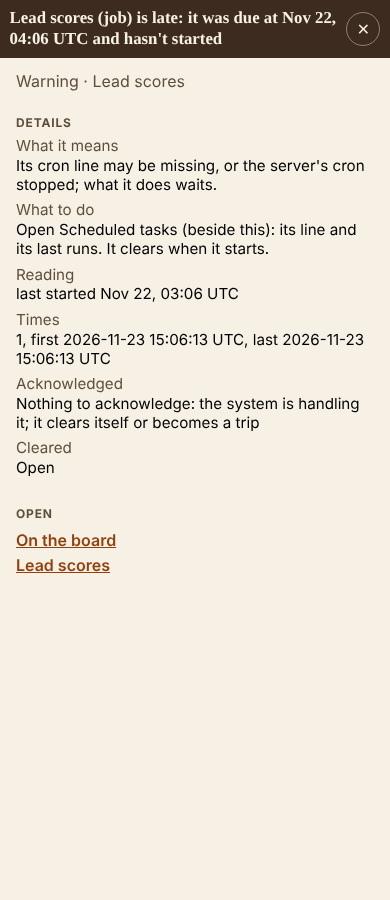 Lead scores (job) is late: it was due at Nov 22,
04:06 UTC and hasn't started
Warning · Lead scores
DETAILS
What it means
Its cron line may be missing, or the server's cron
stopped; what it does waits.
What to do
Open Scheduled tasks (beside this): its line and
its last runs. It clears when it starts.
Reading
last started Nov 22, 03:06 UTC
Times
1, first 2026-11-23 15:06:13 UTC, last 2026-11-23
15:06:13 UTC
Acknowledged
Nothing to acknowledge: the system is handling
it; it clears itself or becomes a trip
Cleared
Open
OPEN
On the board
Lead scores